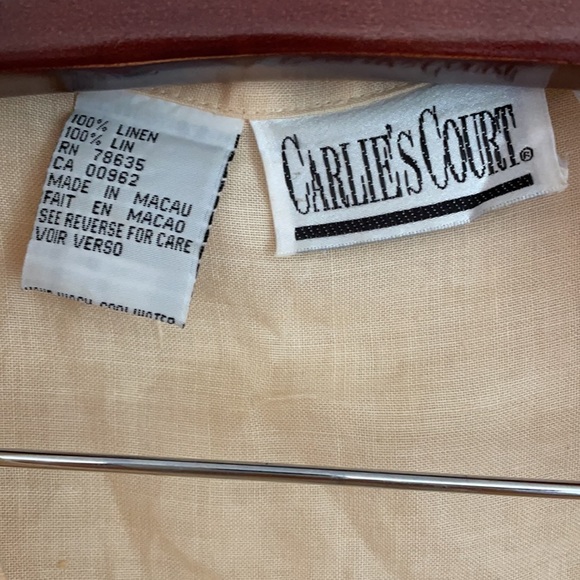 100% LINEN
100% LIN
RN 78635
CA 00962
MADE IN MACAU
FAIT EN MACAO
SEE REVERSE FOR CARE
VOIR VERSO
CARLIE'S COURT®